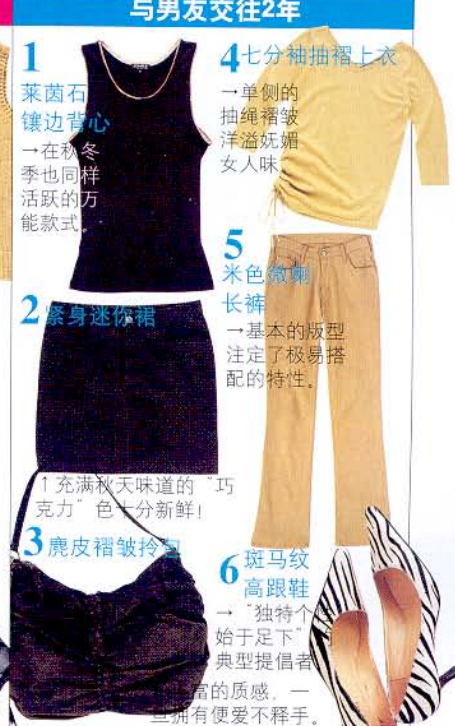 与男友交往2年
1
莱茵石
镶边背心
→在秋冬
季也同样
活跃的万
能款式。
2 紧身迷你裙
↑充满秋天味道的“巧
克力”色十分新鲜！
3 麂皮褶皱拎包
富的质感，一
旦拥有便爱不释手。
4 七分袖抽褶上衣
→单侧的
抽绳褶皱
洋溢妩媚
女人味。
5
米色微喇
长裤
→基本的版型
注定了极易搭
配的特性。
6 斑马纹
高跟鞋
→“独特个
始于足下”
典型提倡者